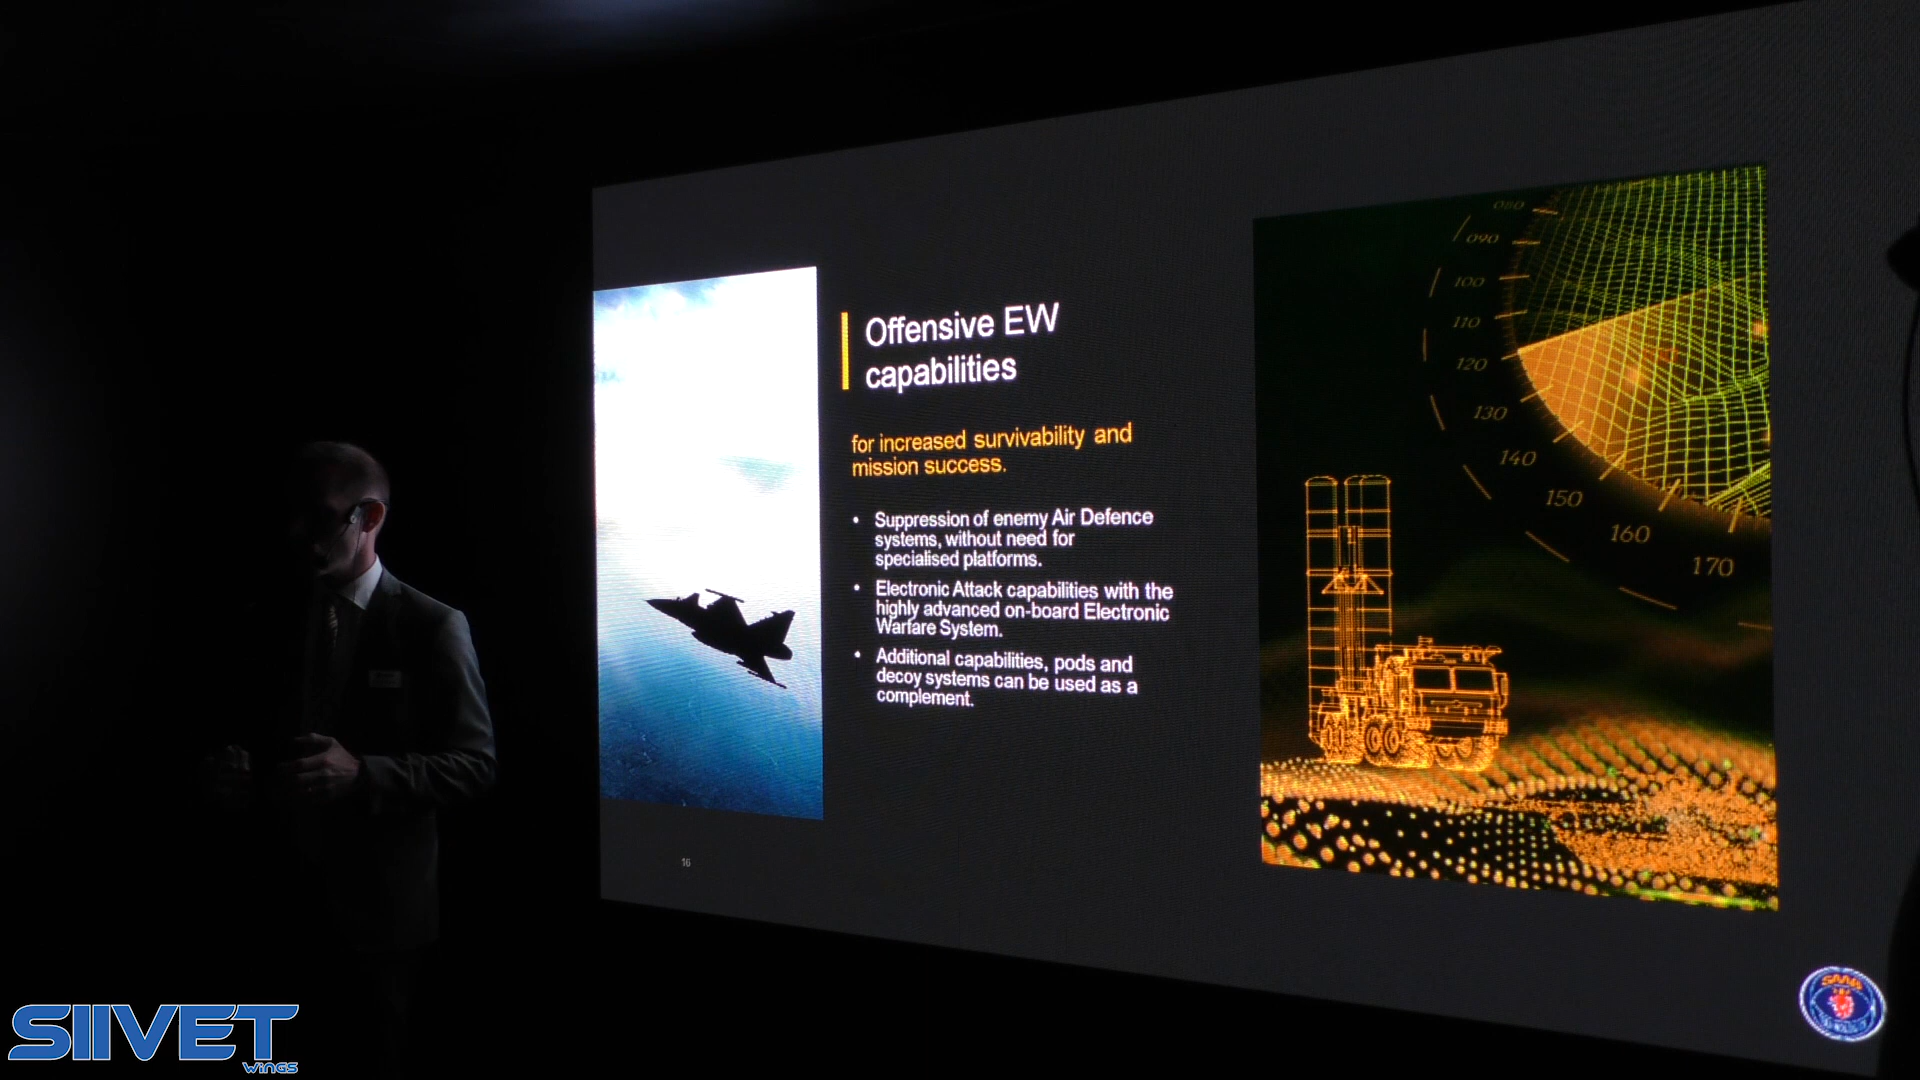 Offensive EW
capabilities
for increased survivability and
mission success.
• Suppression of enemy Air Defence
systems, without need for
specialised platforms.
• Electronic Attack capabilities with the
highly advanced on-board Electronic
Warfare System.
• Additional capabilities, pods and
decoy systems can be used as a
complement.
16
080
090
100
110
120
130
140
150
160
170
SAAB
SIIVET
WINGS